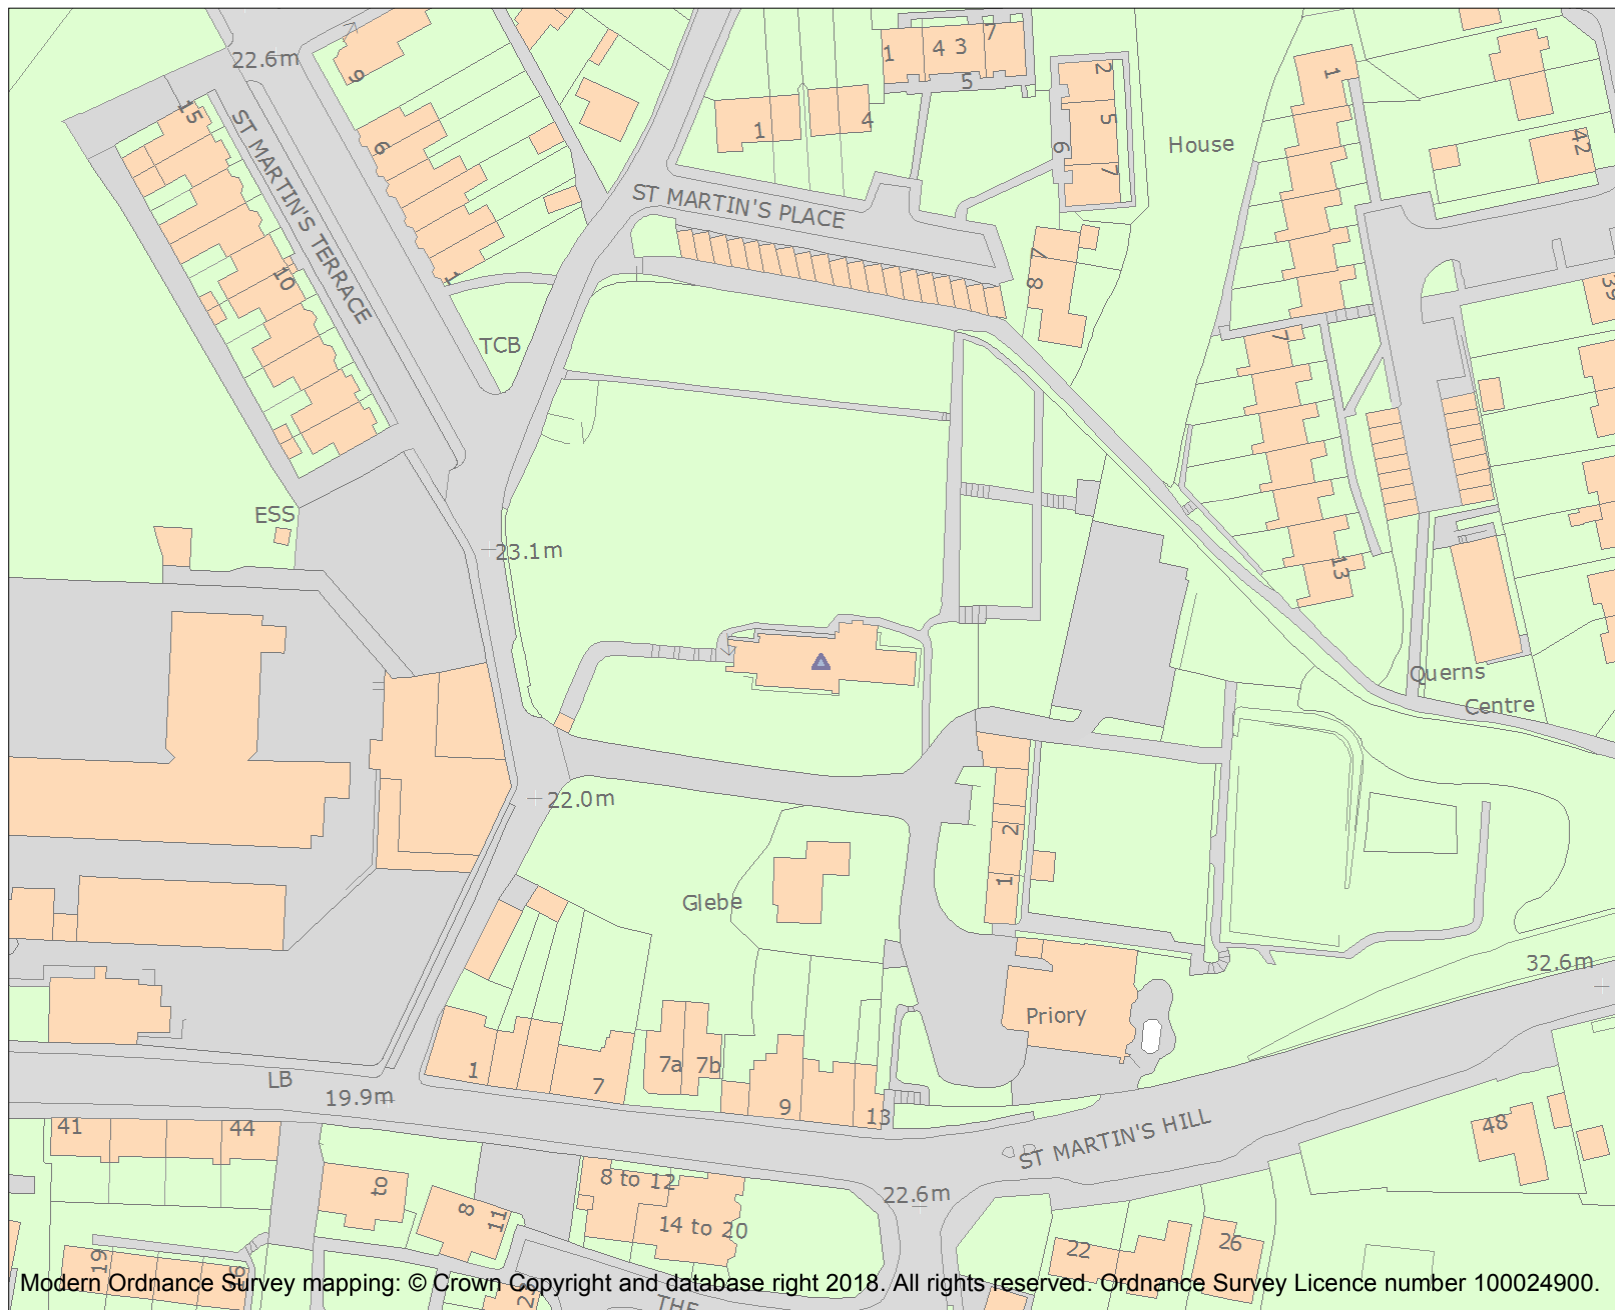 22.6m
9
15
ST MARTIN'S TERRACE
6
10
1
TCB
1
4
1
4 3
7
5
2
5
6
7
House
1
42
ST MARTIN'S PLACE
7
8
39
7
13
ESS
23.1m
Querns
Centre
22.0m
2
1
Glebe
32.6m
Priory
1
7
7a
7b
9
13
LB
19.9m
ST MARTIN'S HILL
48
41
44
22.6m
to
8
11
8 to 12
14 to 20
22
26
19
THE
Modern Ordnance Survey mapping: © Crown Copyright and database right 2018. All rights reserved. Ordnance Survey Licence number 100024900.